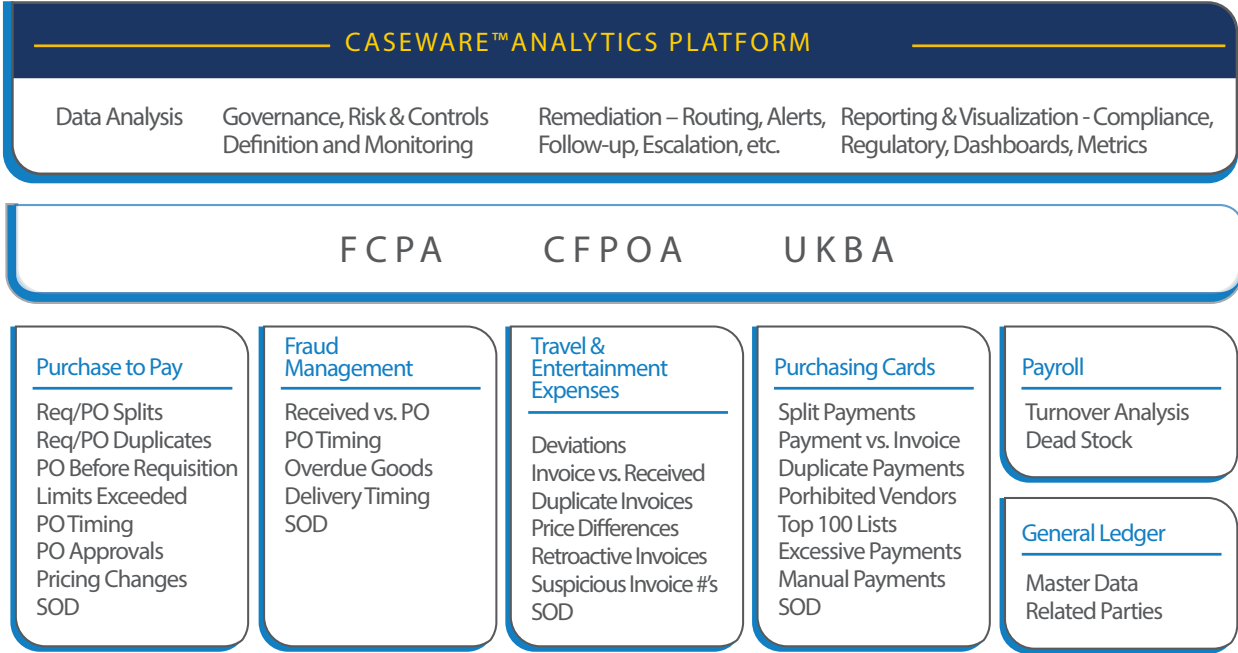 CASEWARE™ANALYTICS PLATFORM
Data Analysis
Governance, Risk & Controls
Definition and Monitoring
Remediation – Routing, Alerts,
Follow-up, Escalation, etc.
Reporting & Visualization - Compliance,
Regulatory, Dashboards, Metrics
FCPA CFPOA UKBA
Purchase to Pay
Req/PO Splits
Req/PO Duplicates
PO Before Requisition
Limits Exceeded
PO Timing
PO Approvals
Pricing Changes
SOD
Fraud
Management
Received vs. PO
PO Timing
Overdue Goods
Delivery Timing
SOD
Travel &
Entertainment
Expenses
Deviations
Invoice vs. Received
Duplicate Invoices
Price Differences
Retroactive Invoices
Suspicious Invoice #'s
SOD
Purchasing Cards
Split Payments
Payment vs. Invoice
Duplicate Payments
Porhibited Vendors
Top 100 Lists
Excessive Payments
Manual Payments
SOD
Payroll
Turnover Analysis
Dead Stock
General Ledger
Master Data
Related Parties